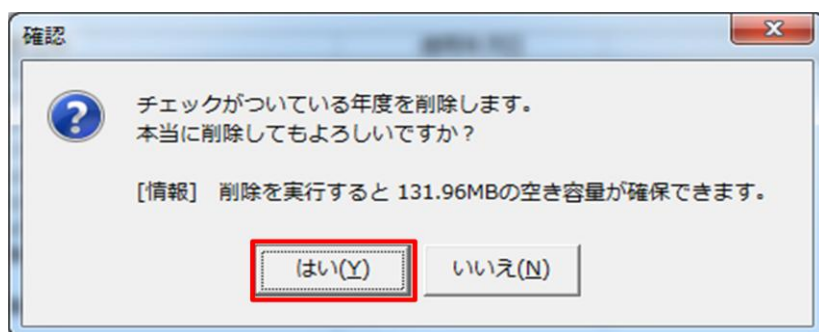 確認
チェックがついている年度を削除します。
本当に削除してもよろしいですか？
[情報] 削除を実行すると 131.96MBの空き容量が確保できます。
はい(Y)
いいえ(N)